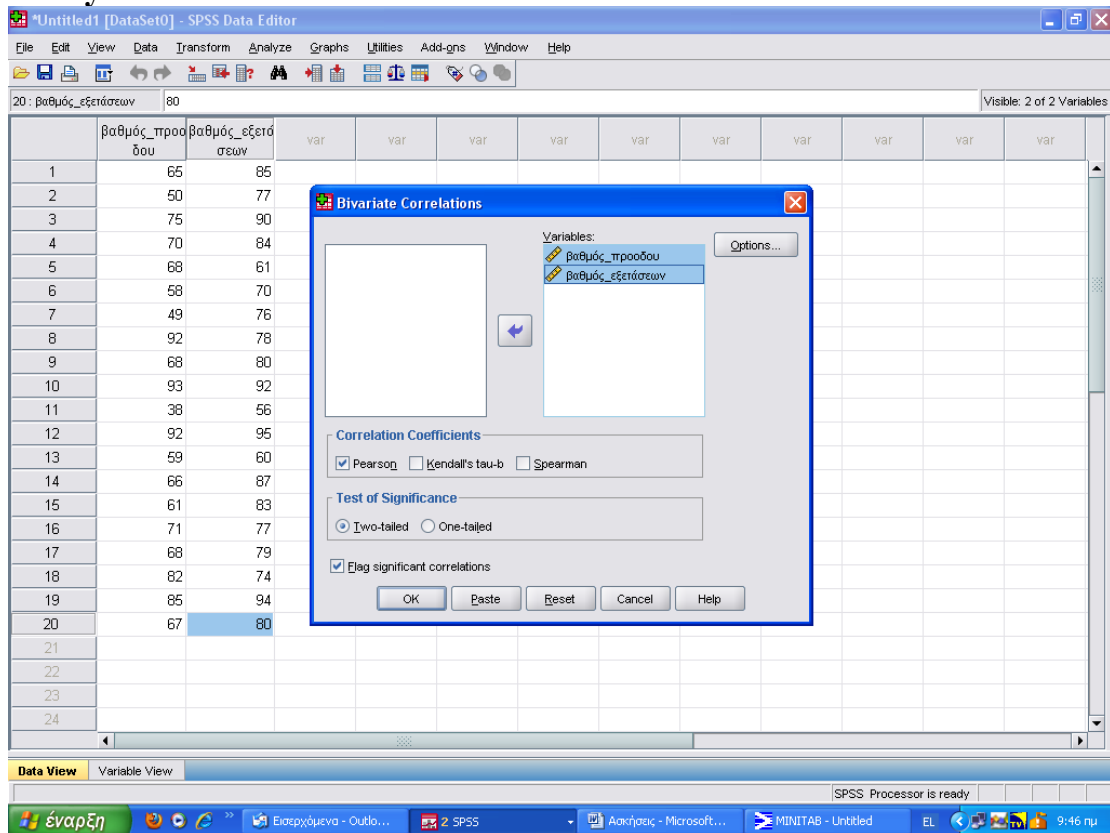 *Untitled1 [DataSet0] - SPSS Data Editor
File Edit View Data Transform Analyze Graphs Utilities Add-ons Window Help
20 : βαθμός_εξετάσεων 80 Visible: 2 of 2 Variables
βαθμός_προοδου βαθμός_εξετάσεων var var var var var var var var var
1 65 85
2 50 77
3 75 90
4 70 84
5 68 61
6 58 70
7 49 76
8 92 78
9 68 80
10 93 92
11 38 56
12 92 95
13 59 60
14 66 87
15 61 83
16 71 77
17 68 79
18 82 74
19 85 94
20 67 80
21
22
23
24
Bivariate Correlations
Variables:
βαθμός_προοδου
βαθμός_εξετάσεων
Options...
Correlation Coefficients
Pearson Kendall's tau-b Spearman
Test of Significance
Two-tailed One-tailed
Flag significant correlations
OK Paste Reset Cancel Help
Data View Variable View
SPSS Processor is ready
έναρξη Εισερχόμενα - Outlo... 2 SPSS Ασκήσεις - Microsoft... MINITAB - Untitled EL 9:46 πμ